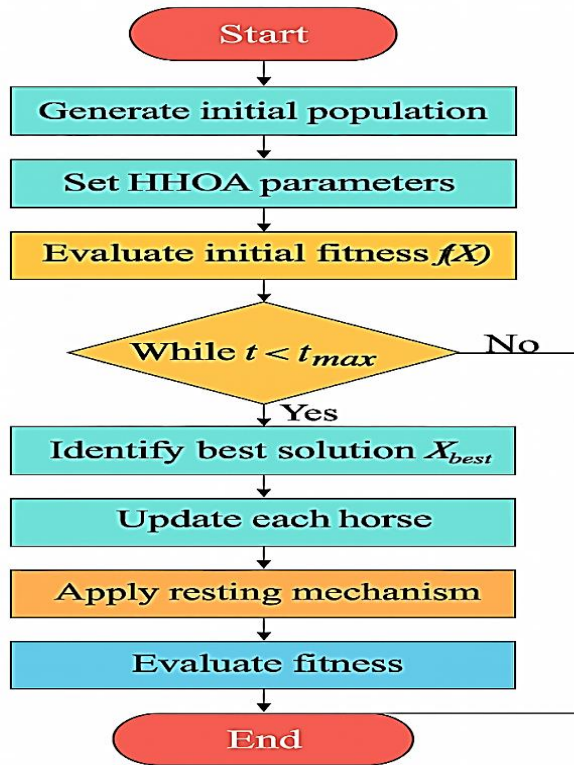 Start
Generate initial population
Set HHOA parameters
Evaluate initial fitness f(X)
While t < tmax
No
Yes
Identify best solution Xbest
Update each horse
Apply resting mechanism
Evaluate fitness
End